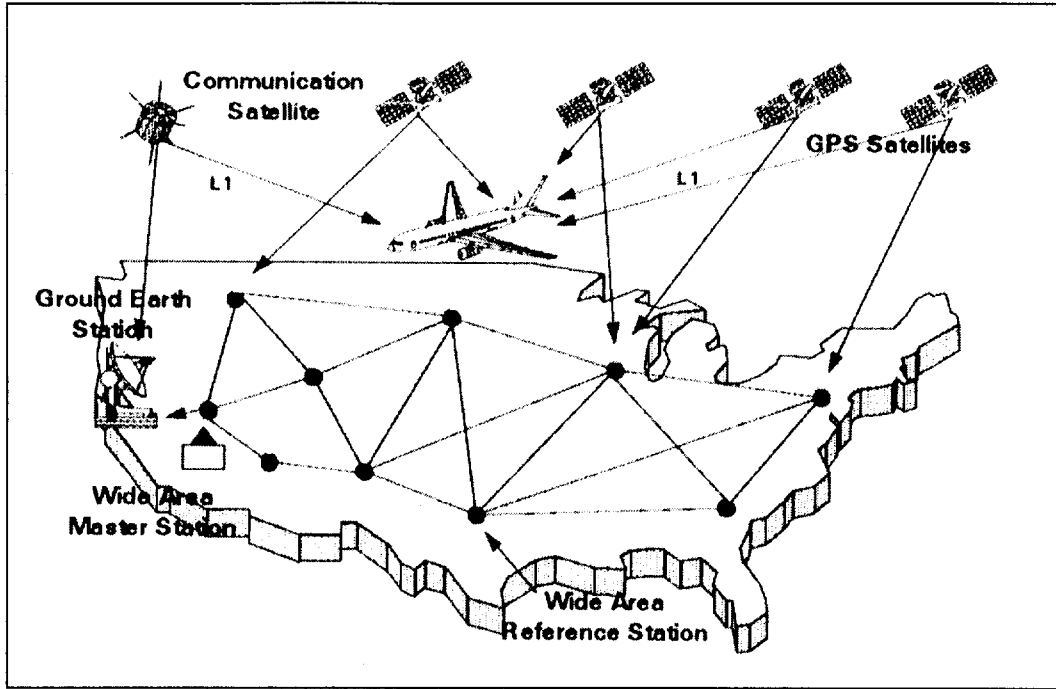 Communication
Satellite
GPS Satellites
L1
L1
Ground Earth
Station
Wide Area
Master Station
Wide Area
Reference Station